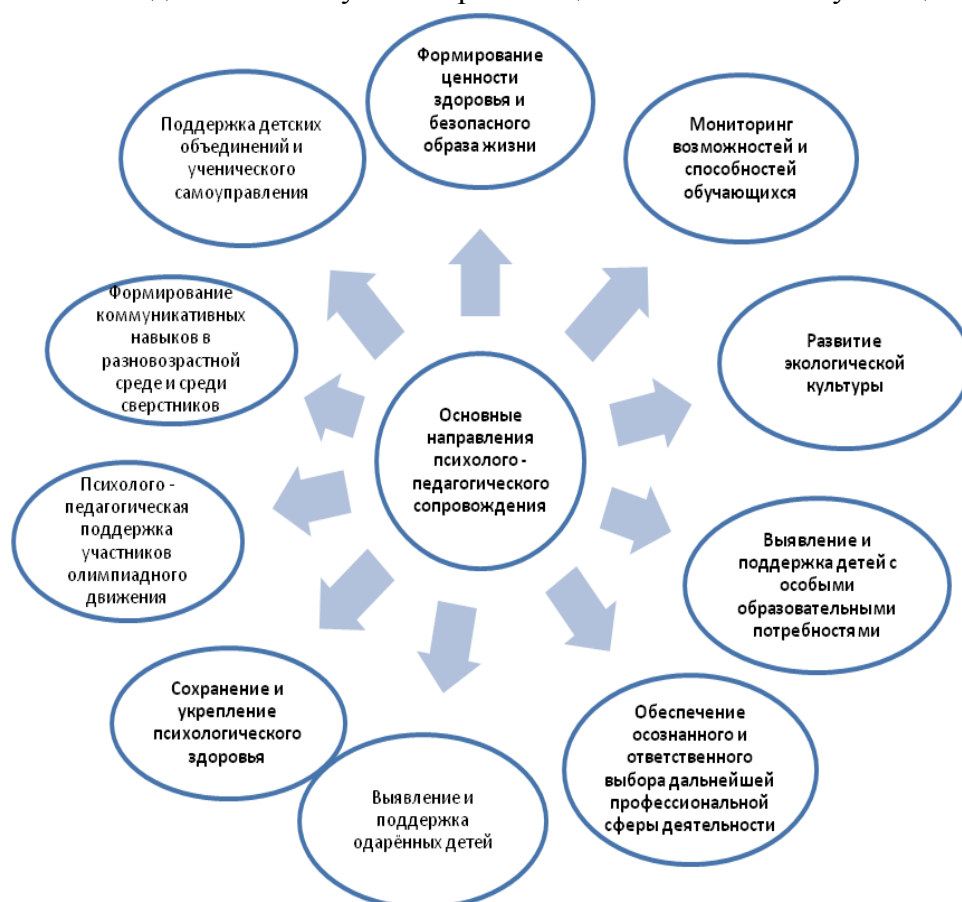 Формирование
ценности
здоровья и
безопасного
образа жизни
Мониторинг
возможностей и
способностей
обучающихся
Развитие
экологической
культуры
Выявление и
поддержка детей с
особыми
образовательными
потребностями
Обеспечение
осознанного и
ответственного
выбора дальнейшей
профессиональной
сферы деятельности
Выявление и
поддержка
одарённых детей
Сохранение и
укрепление
психологического
здоровья
Психолого -
педагогическая
поддержка
участников
олимпиадного
движения
Формирование
коммуникативных
навыков в
разновозрастной
среде и среди
сверстников
Поддержка детских
объединений и
ученического
самоуправления
Основные
направления
психолого -
педагогического
сопровождения